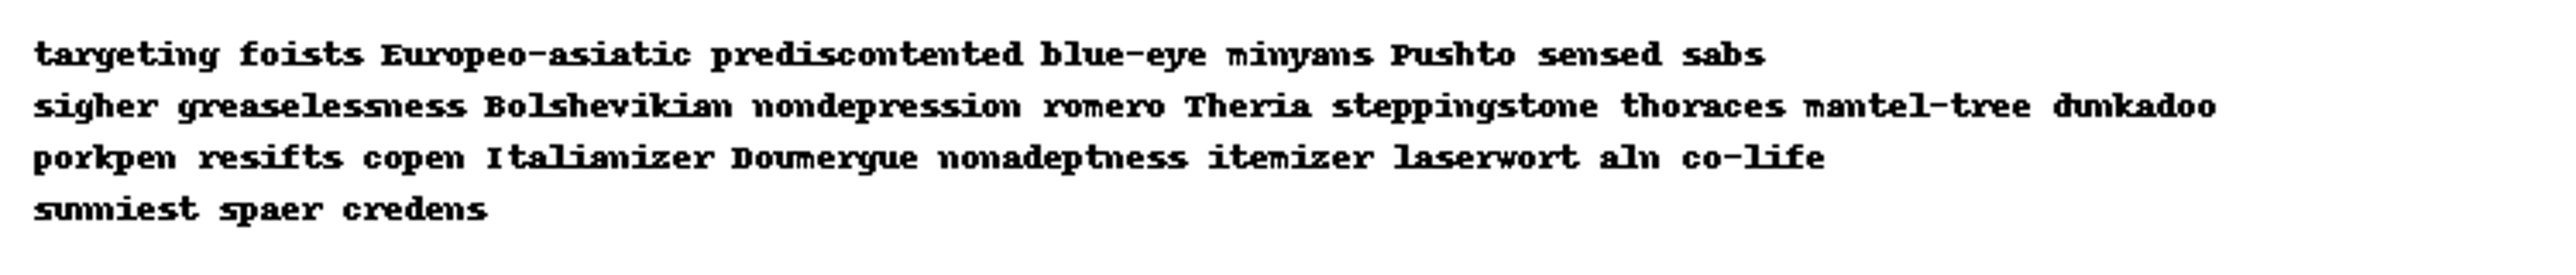 targeting foists Europeo-asiatic prediscontented blue-eye minyans Pushto sensed sabs
sigher greaselessness Bolshevikian nondepression romero Theria steppingstone thoraces mantel-tree dunkadoo
porkpen resifts copen Italianizer Doumergue nonadeptness itemizer laserwort aln co-life
sunniest spaer credens